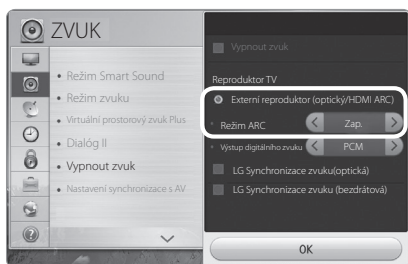 ZVUK
• Režim Smart Sound
• Režim zvuku
• Virtuální prostorový zvuk Plus
• Dialóg II
• Vypnout zvuk
• Nastavení synchronizace s AV
Vypnout zvuk
Reproduktor TV
Externí reproduktor (optický/HDMI ARC)
• Režim ARC < Zap. >
• Výstup digitálního zvuku < PCM >
LG Synchronizace zvuku(optická)
LG Synchronizace zvuku (bezdrátová)
OK